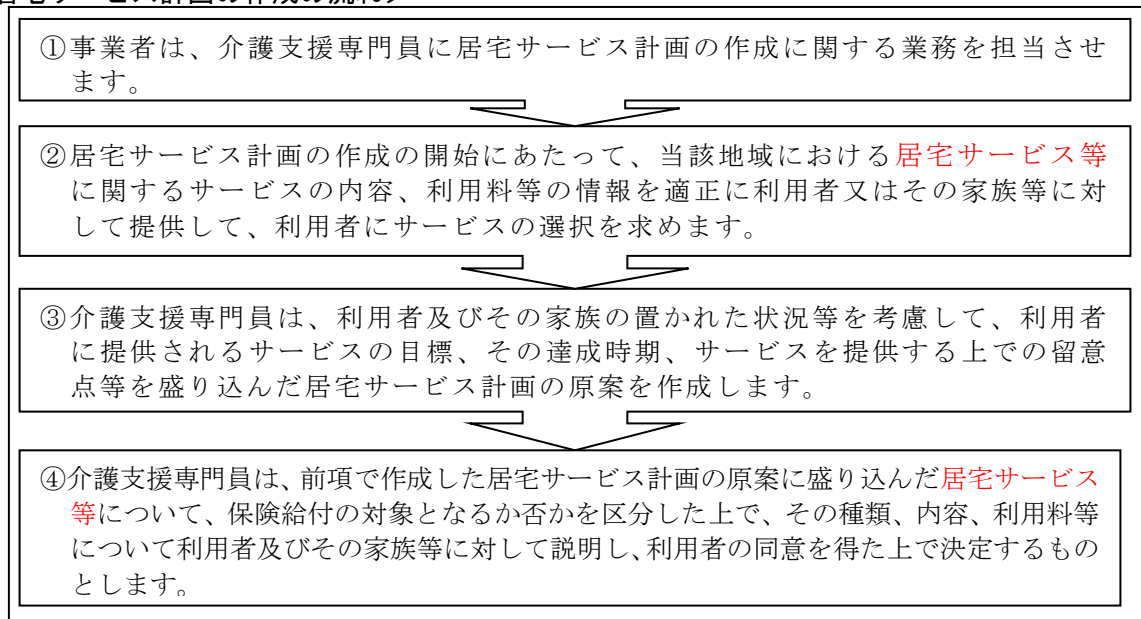 ①事業者は、介護支援専門員に居宅サービス計画の作成に関する業務を担当させ
ます。
②居宅サービス計画の作成の開始にあたって、当該地域における居宅サービス等
に関するサービスの内容、利用料等の情報を適正に利用者又はその家族等に対
して提供して、利用者にサービスの選択を求めます。
③介護支援専門員は、利用者及びその家族の置かれた状況等を考慮して、利用者
に提供されるサービスの目標、その達成時期、サービスを提供する上での留意
点等を盛り込んだ居宅サービス計画の原案を作成します。
④介護支援専門員は、前項で作成した居宅サービス計画の原案に盛り込んだ居宅サービス
等について、保険給付の対象となるか否かを区分した上で、その種類、内容、利用料等
について利用者及びその家族等に対して説明し、利用者の同意を得た上で決定するもの
とします。